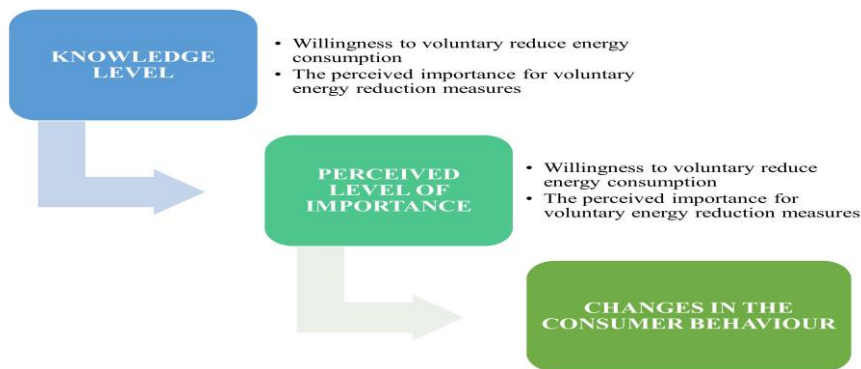 KNOWLEDGE
LEVEL
• Willingness to voluntary reduce energy
consumption
• The perceived importance for voluntary
energy reduction measures
PERCEIVED
LEVEL OF
IMPORTANCE
• Willingness to voluntary reduce
energy consumption
• The perceived importance for
voluntary energy reduction measures
CHANGES IN THE
CONSUMER BEHAVIOUR